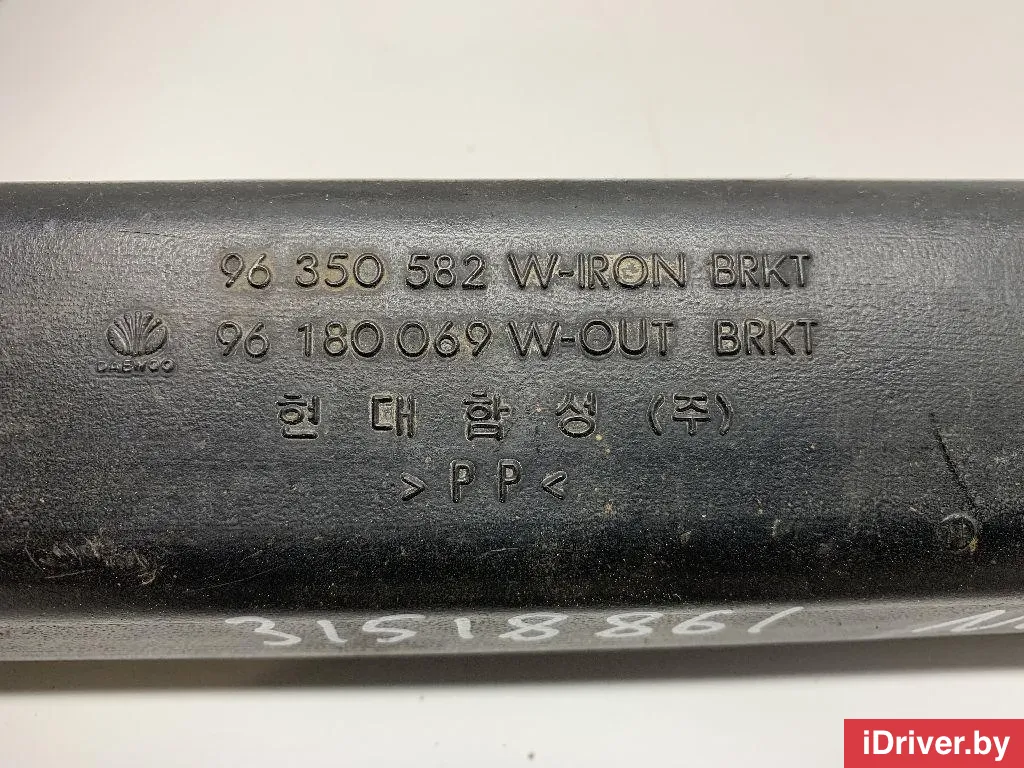 96 350 582 W-IRON BRKT
96 180 069 W-OUT BRKT
DAEWOO
현 대 함 성 (주)
>PP<
31518861
iDriver.by